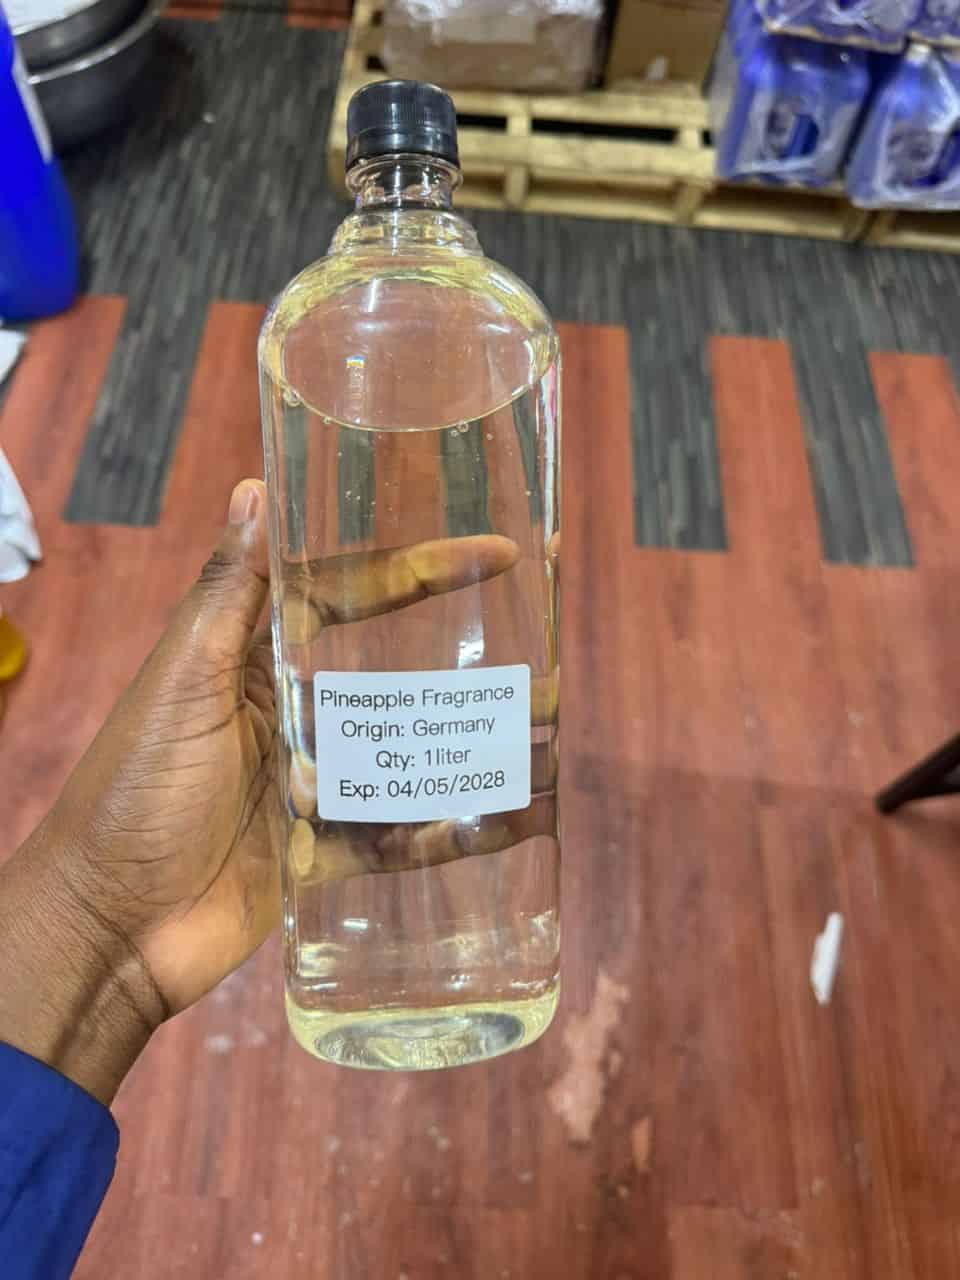 Pineapple Fragrance
Origin: Germany
Qty: 1liter
Exp: 04/05/2028